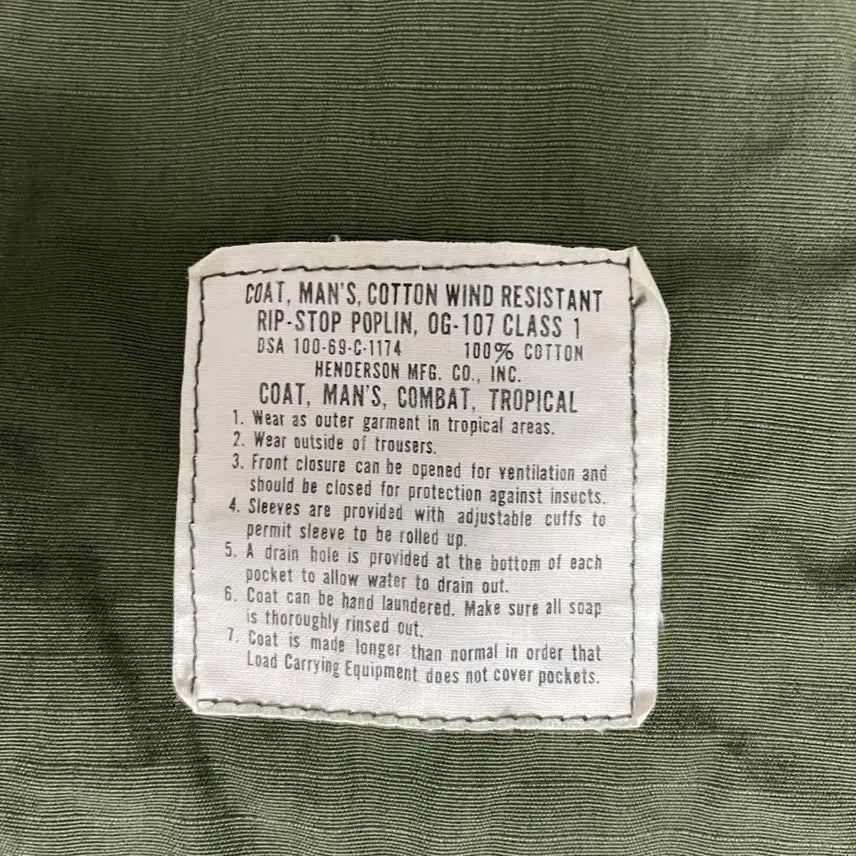 COAT, MAN'S, COTTON WIND RESISTANT
RIP-STOP POPLIN, OG-107 CLASS 1
DSA 100-69-C-1174 100% COTTON
HENDERSON MFG. CO., INC.
COAT, MAN'S, COMBAT, TROPICAL
1. Wear as outer garment in tropical areas.
2. Wear outside of trousers.
3. Front closure can be opened for ventilation and
should be closed for protection against insects.
4. Sleeves are provided with adjustable cuffs to
permit sleeve to be rolled up.
5. A drain hole is provided at the bottom of each
pocket to allow water to drain out.
6. Coat can be hand laundered. Make sure all soap
is thoroughly rinsed out.
7. Coat is made longer than normal in order that
Load Carrying Equipment does not cover pockets.